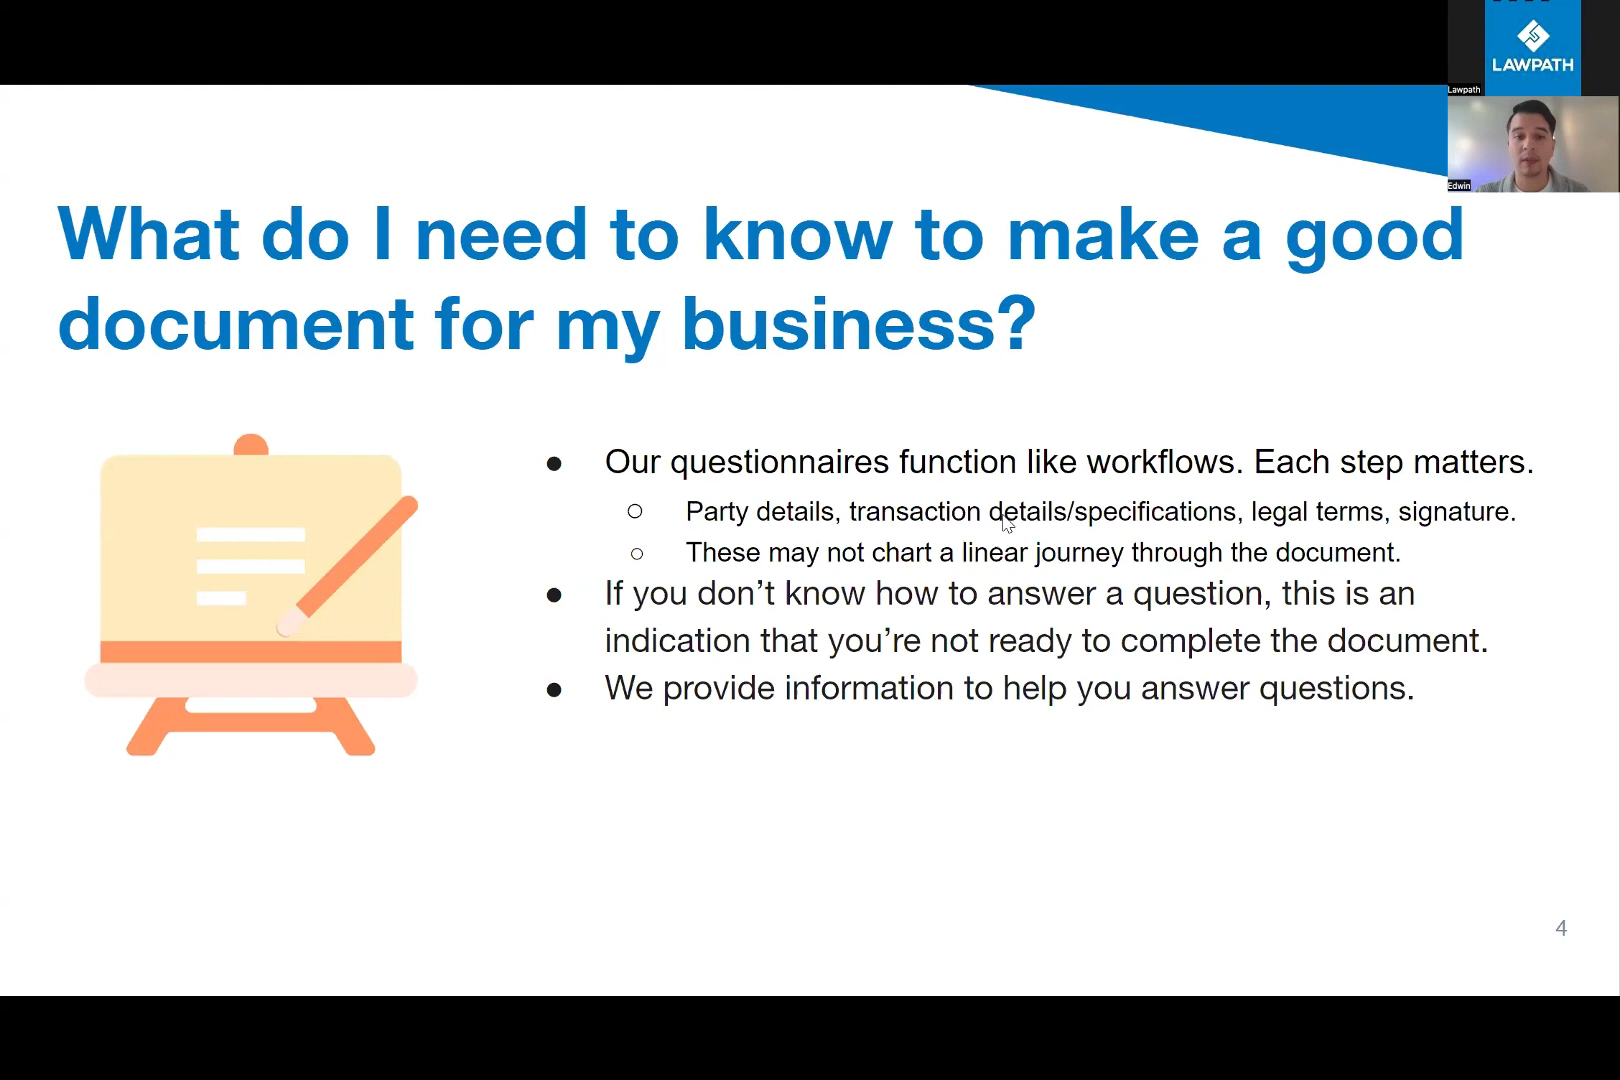 LAWPATH
Lawpath
Edwin
What do I need to know to make a good
document for my business?
● Our questionnaires function like workflows. Each step matters.
○ Party details, transaction details/specifications, legal terms, signature.
○ These may not chart a linear journey through the document.
● If you don’t know how to answer a question, this is an
indication that you’re not ready to complete the document.
● We provide information to help you answer questions.
4